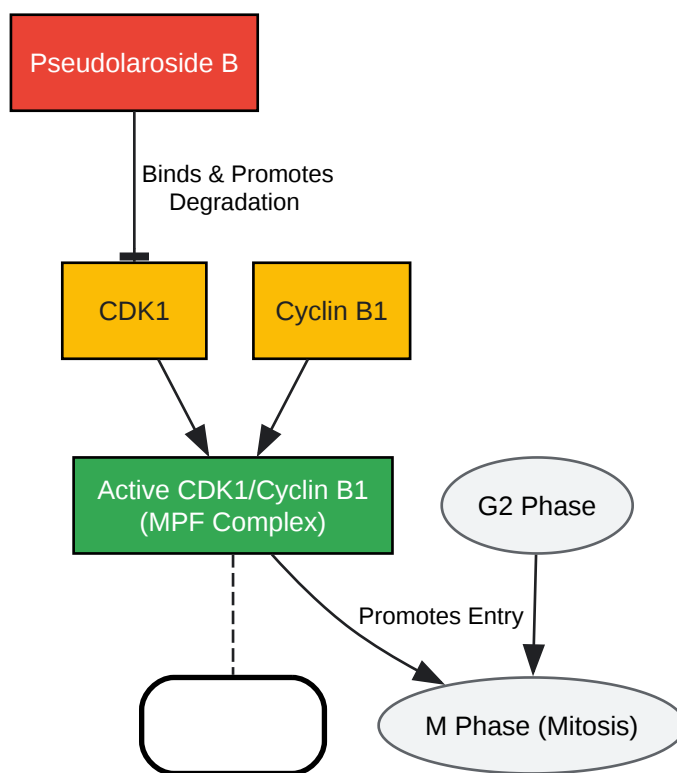 Pseudolaroside B
Binds & Promotes
Degradation
CDK1
Cyclin B1
Active CDK1/Cyclin B1
(MPF Complex)
G2 Phase
Promotes Entry
M Phase (Mitosis)